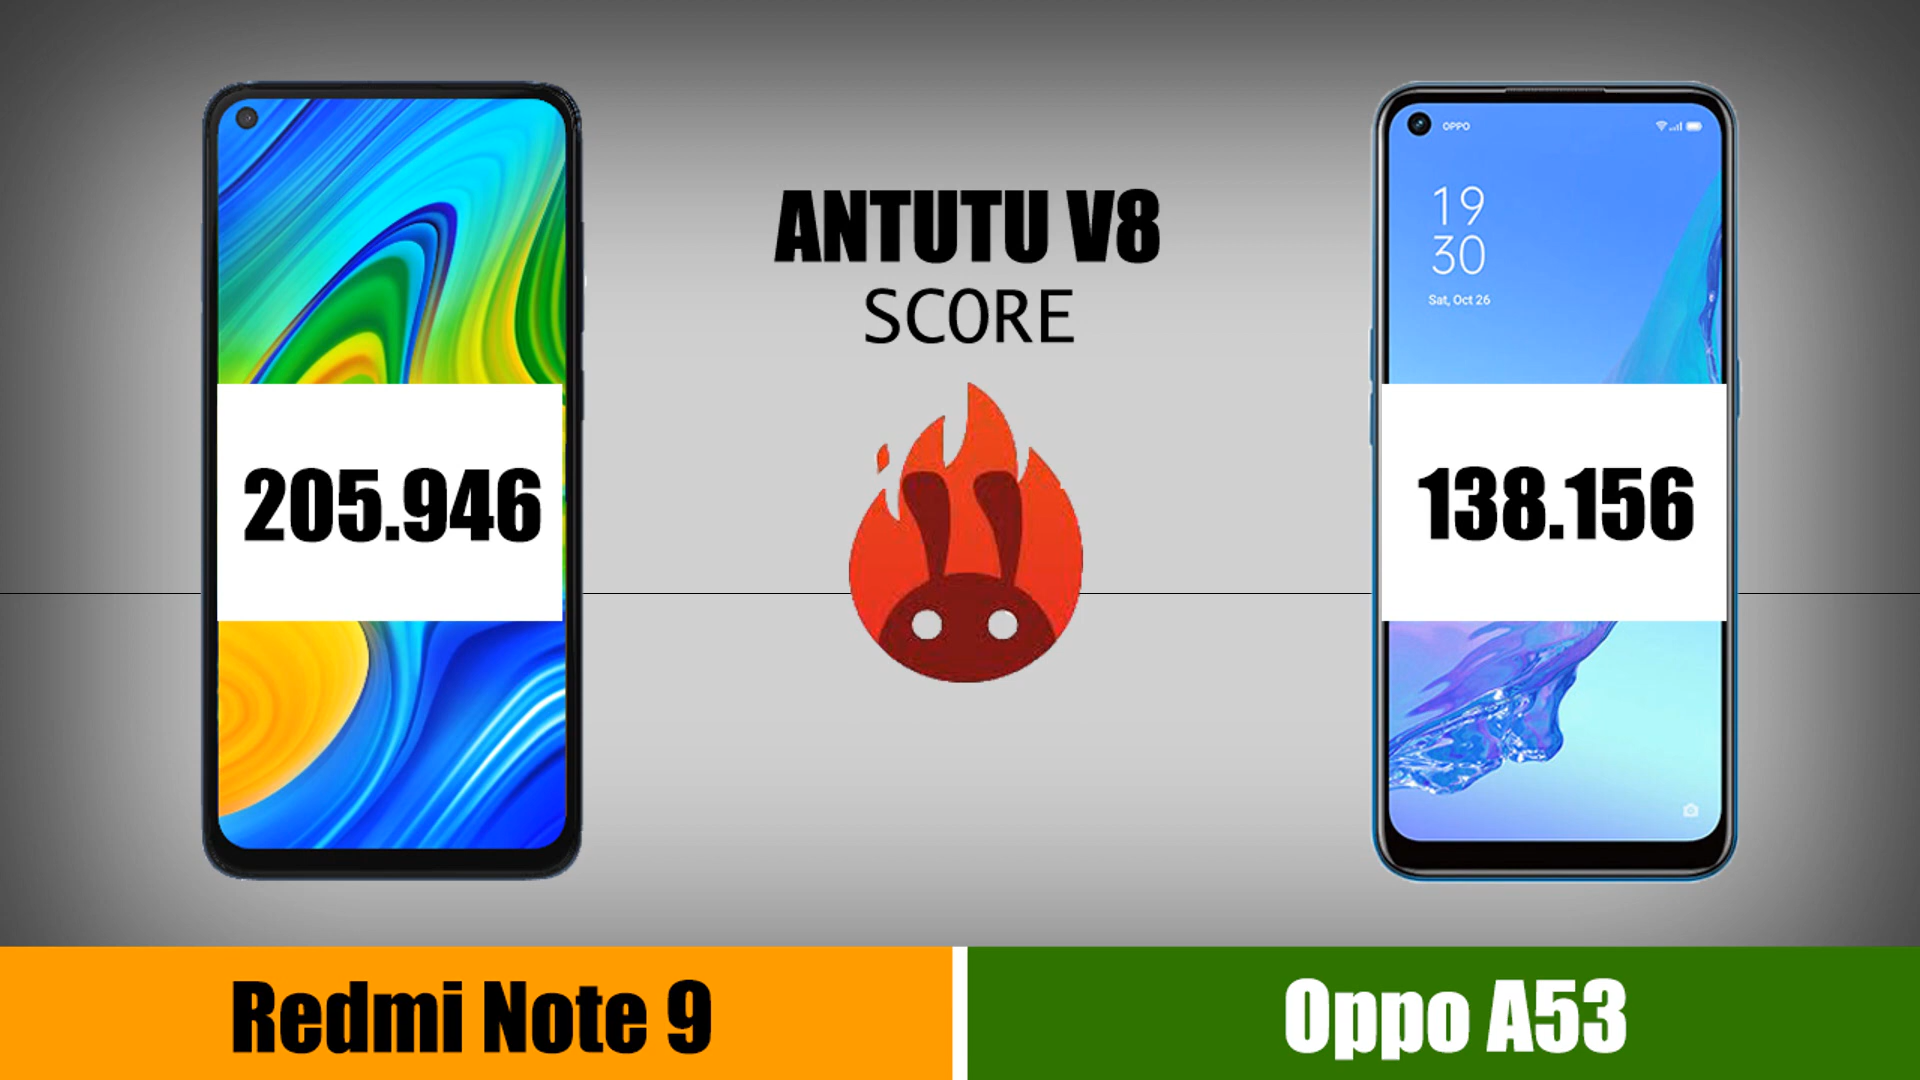 ANTUTU V8
SCORE
OPPO
19
30
Sat, Oct 26
205.946
138.156
Redmi Note 9
Oppo A53